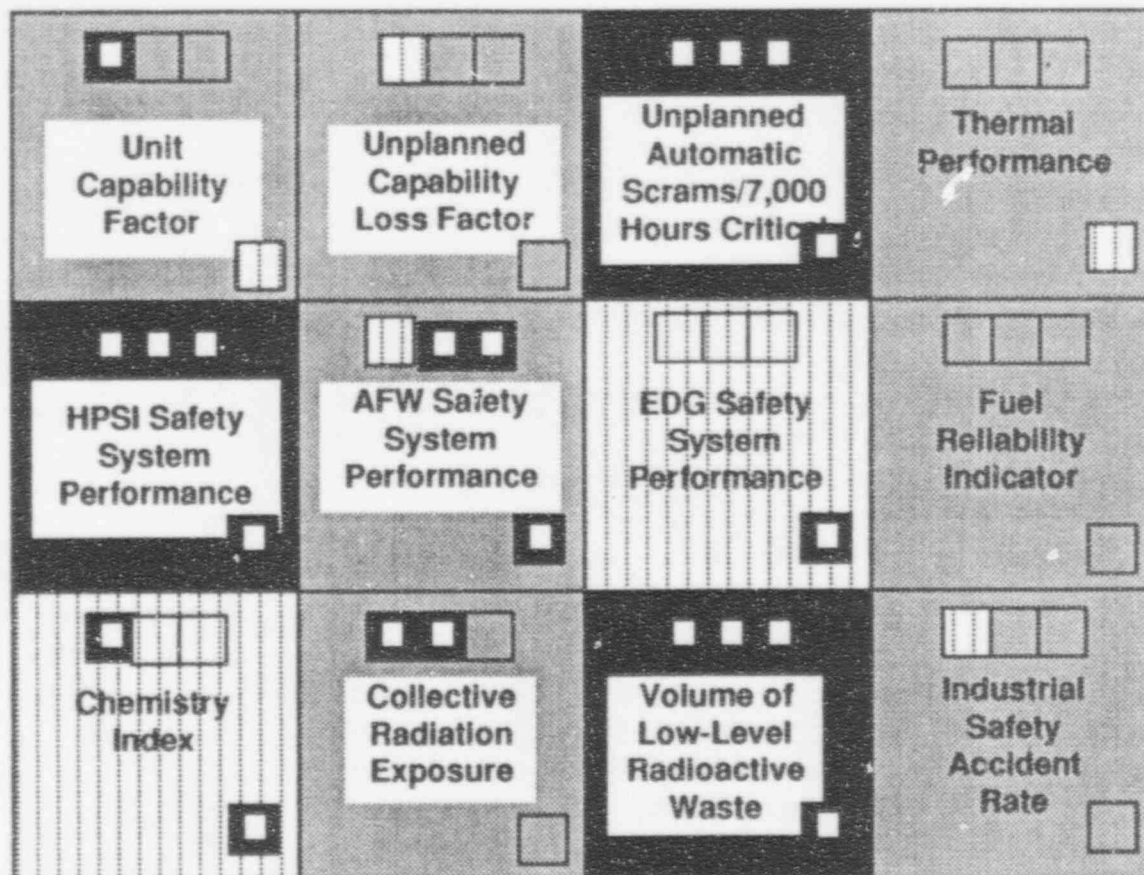 Unit
Capability
Factor
Unplanned
Capability
Loss Factor
Unplanned
Automatic
Scrams/7,000
Hours Critical
Thermal
Performance
HPSI Safety
System
Performance
AFW Safety
System
Performance
EDG Safety
System
Performance
Fuel
Reliability
Indicator
Chemistry
Index
Collective
Radiation
Exposure
Volume of
Low-Level
Radioactive
Waste
Industrial
Safety
Accident
Rate